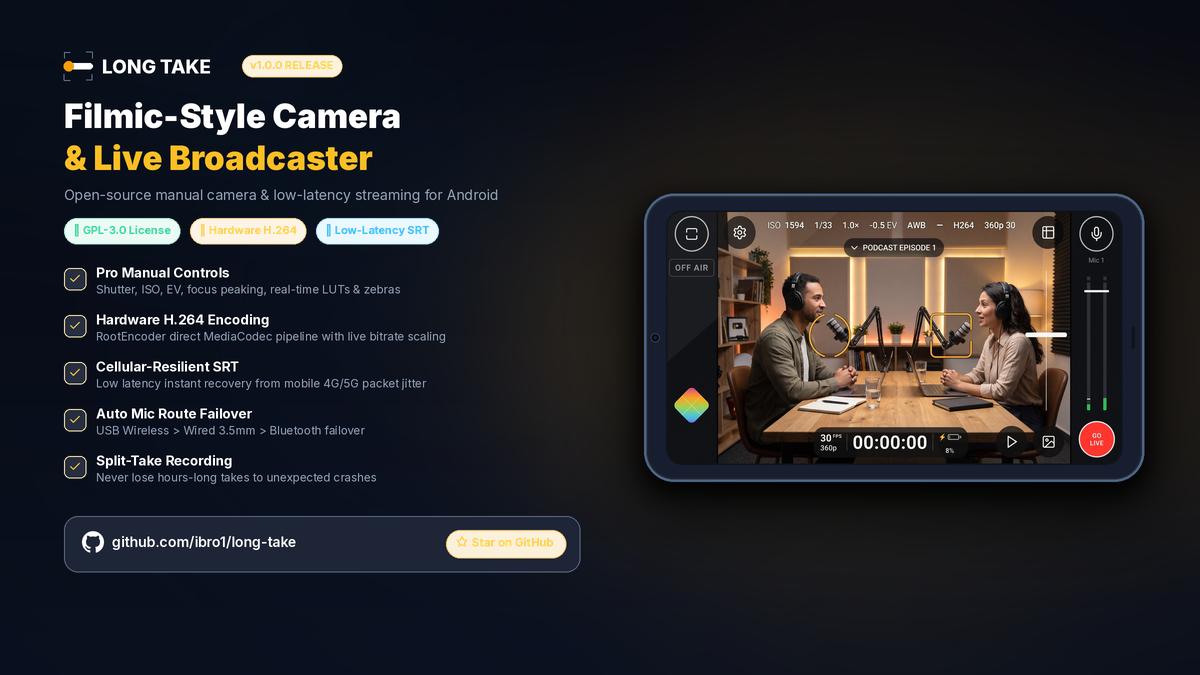 LONG TAKE
v1.0.0 RELEASE
Filmic-Style Camera
& Live Broadcaster
Open-source manual camera & low-latency streaming for Android
GPL-3.0 License
Hardware H.264
Low-Latency SRT
Pro Manual Controls
Shutter, ISO, EV, focus peaking, real-time LUTs & zebras
Hardware H.264 Encoding
RootEncoder direct MediaCodec pipeline with live bitrate scaling
Cellular-Resilient SRT
Low latency instant recovery from mobile 4G/5G packet jitter
Auto Mic Route Failover
USB Wireless > Wired 3.5mm > Bluetooth failover
Split-Take Recording
Never lose hours-long takes to unexpected crashes
github.com/ibro1/long-take
Star on GitHub
ISO 1594 1/33 1.0× -0.5 EV AWB – H264 360p 30
PODCAST EPISODE 1
OFF AIR
Mic 1
30 FPS
360p
00:00:00
8%
GO
LIVE